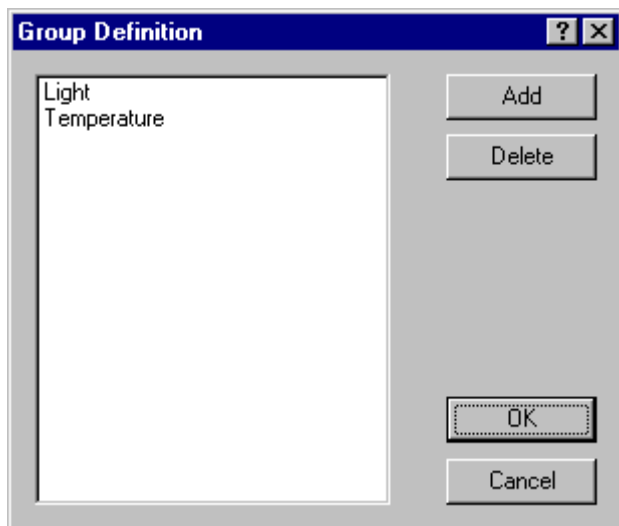 Group Definition
Light
Temperature
Add
Delete
OK
Cancel